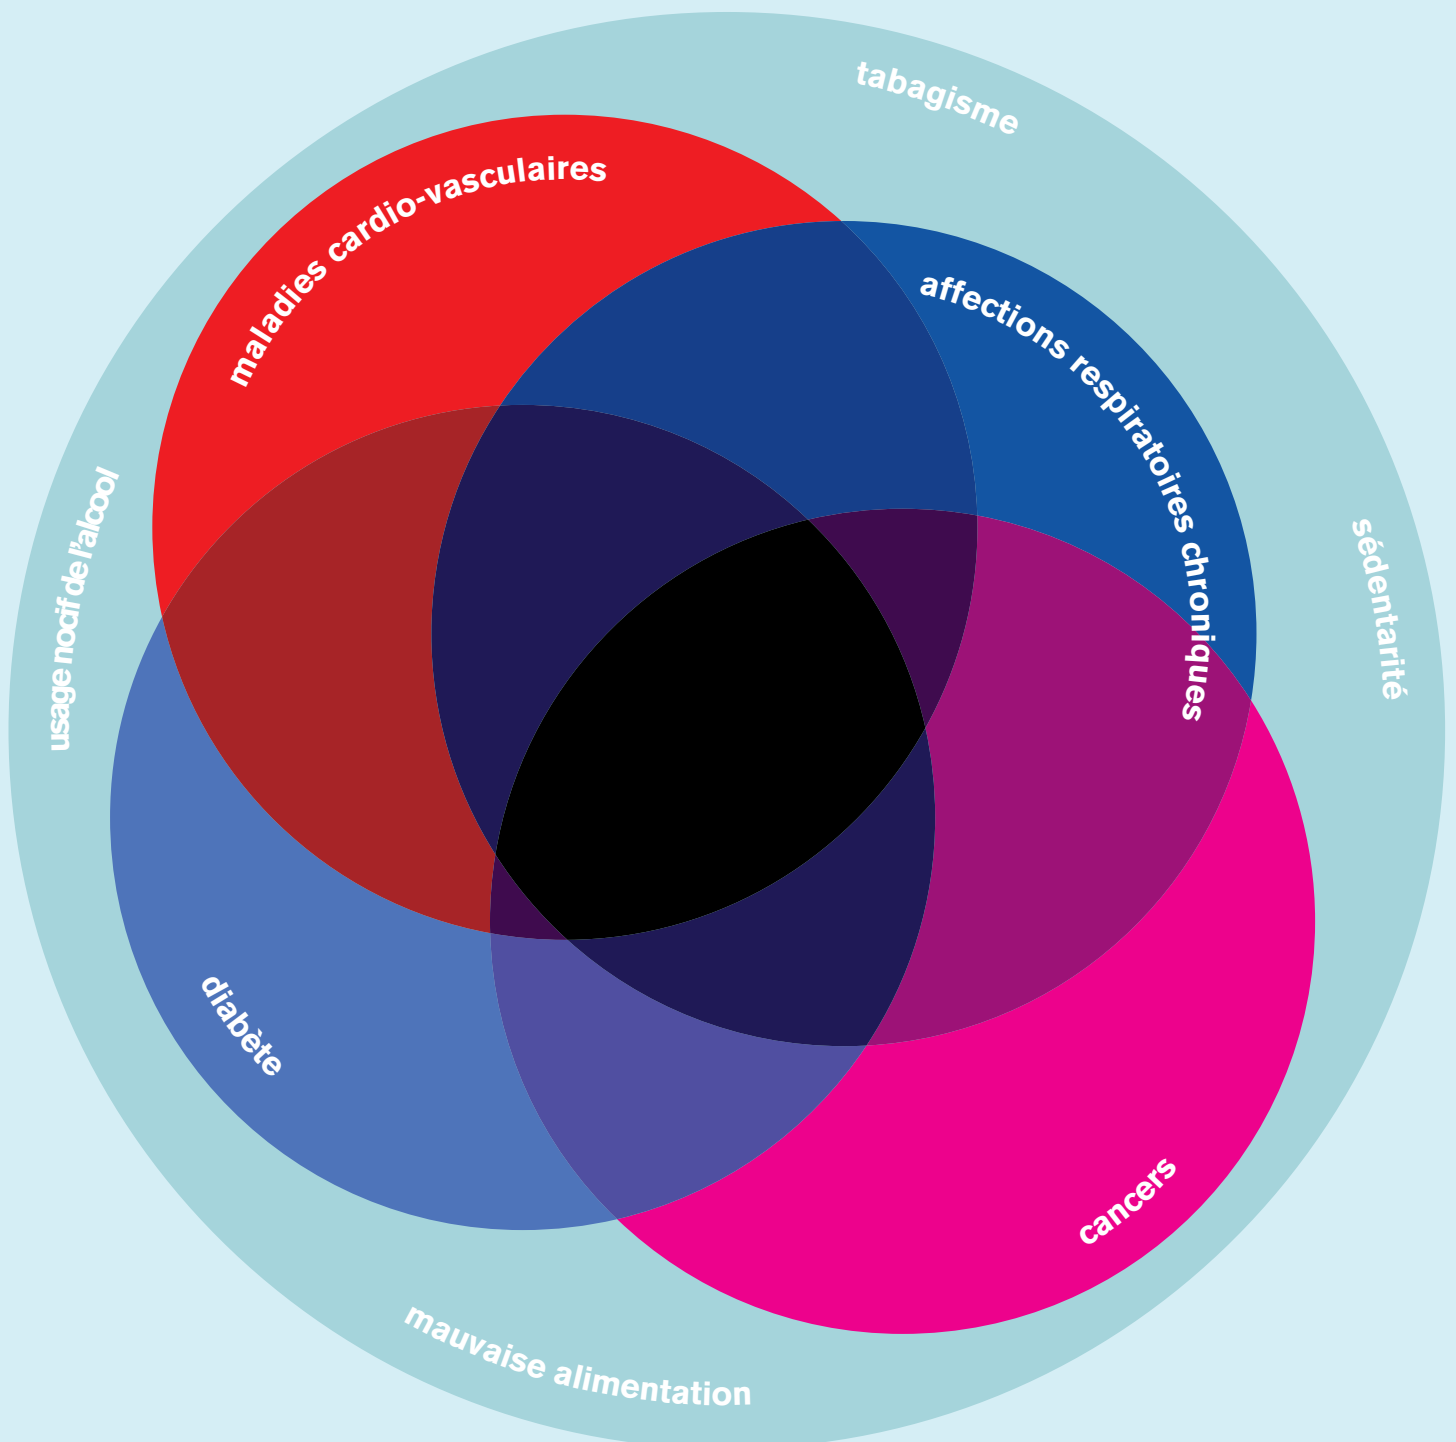 tabagisme
maladies cardio-vasculaires
affections respiratoires chroniques
usage nocif de l'alcool
sédentarité
diabète
cancers
mauvaise alimentation